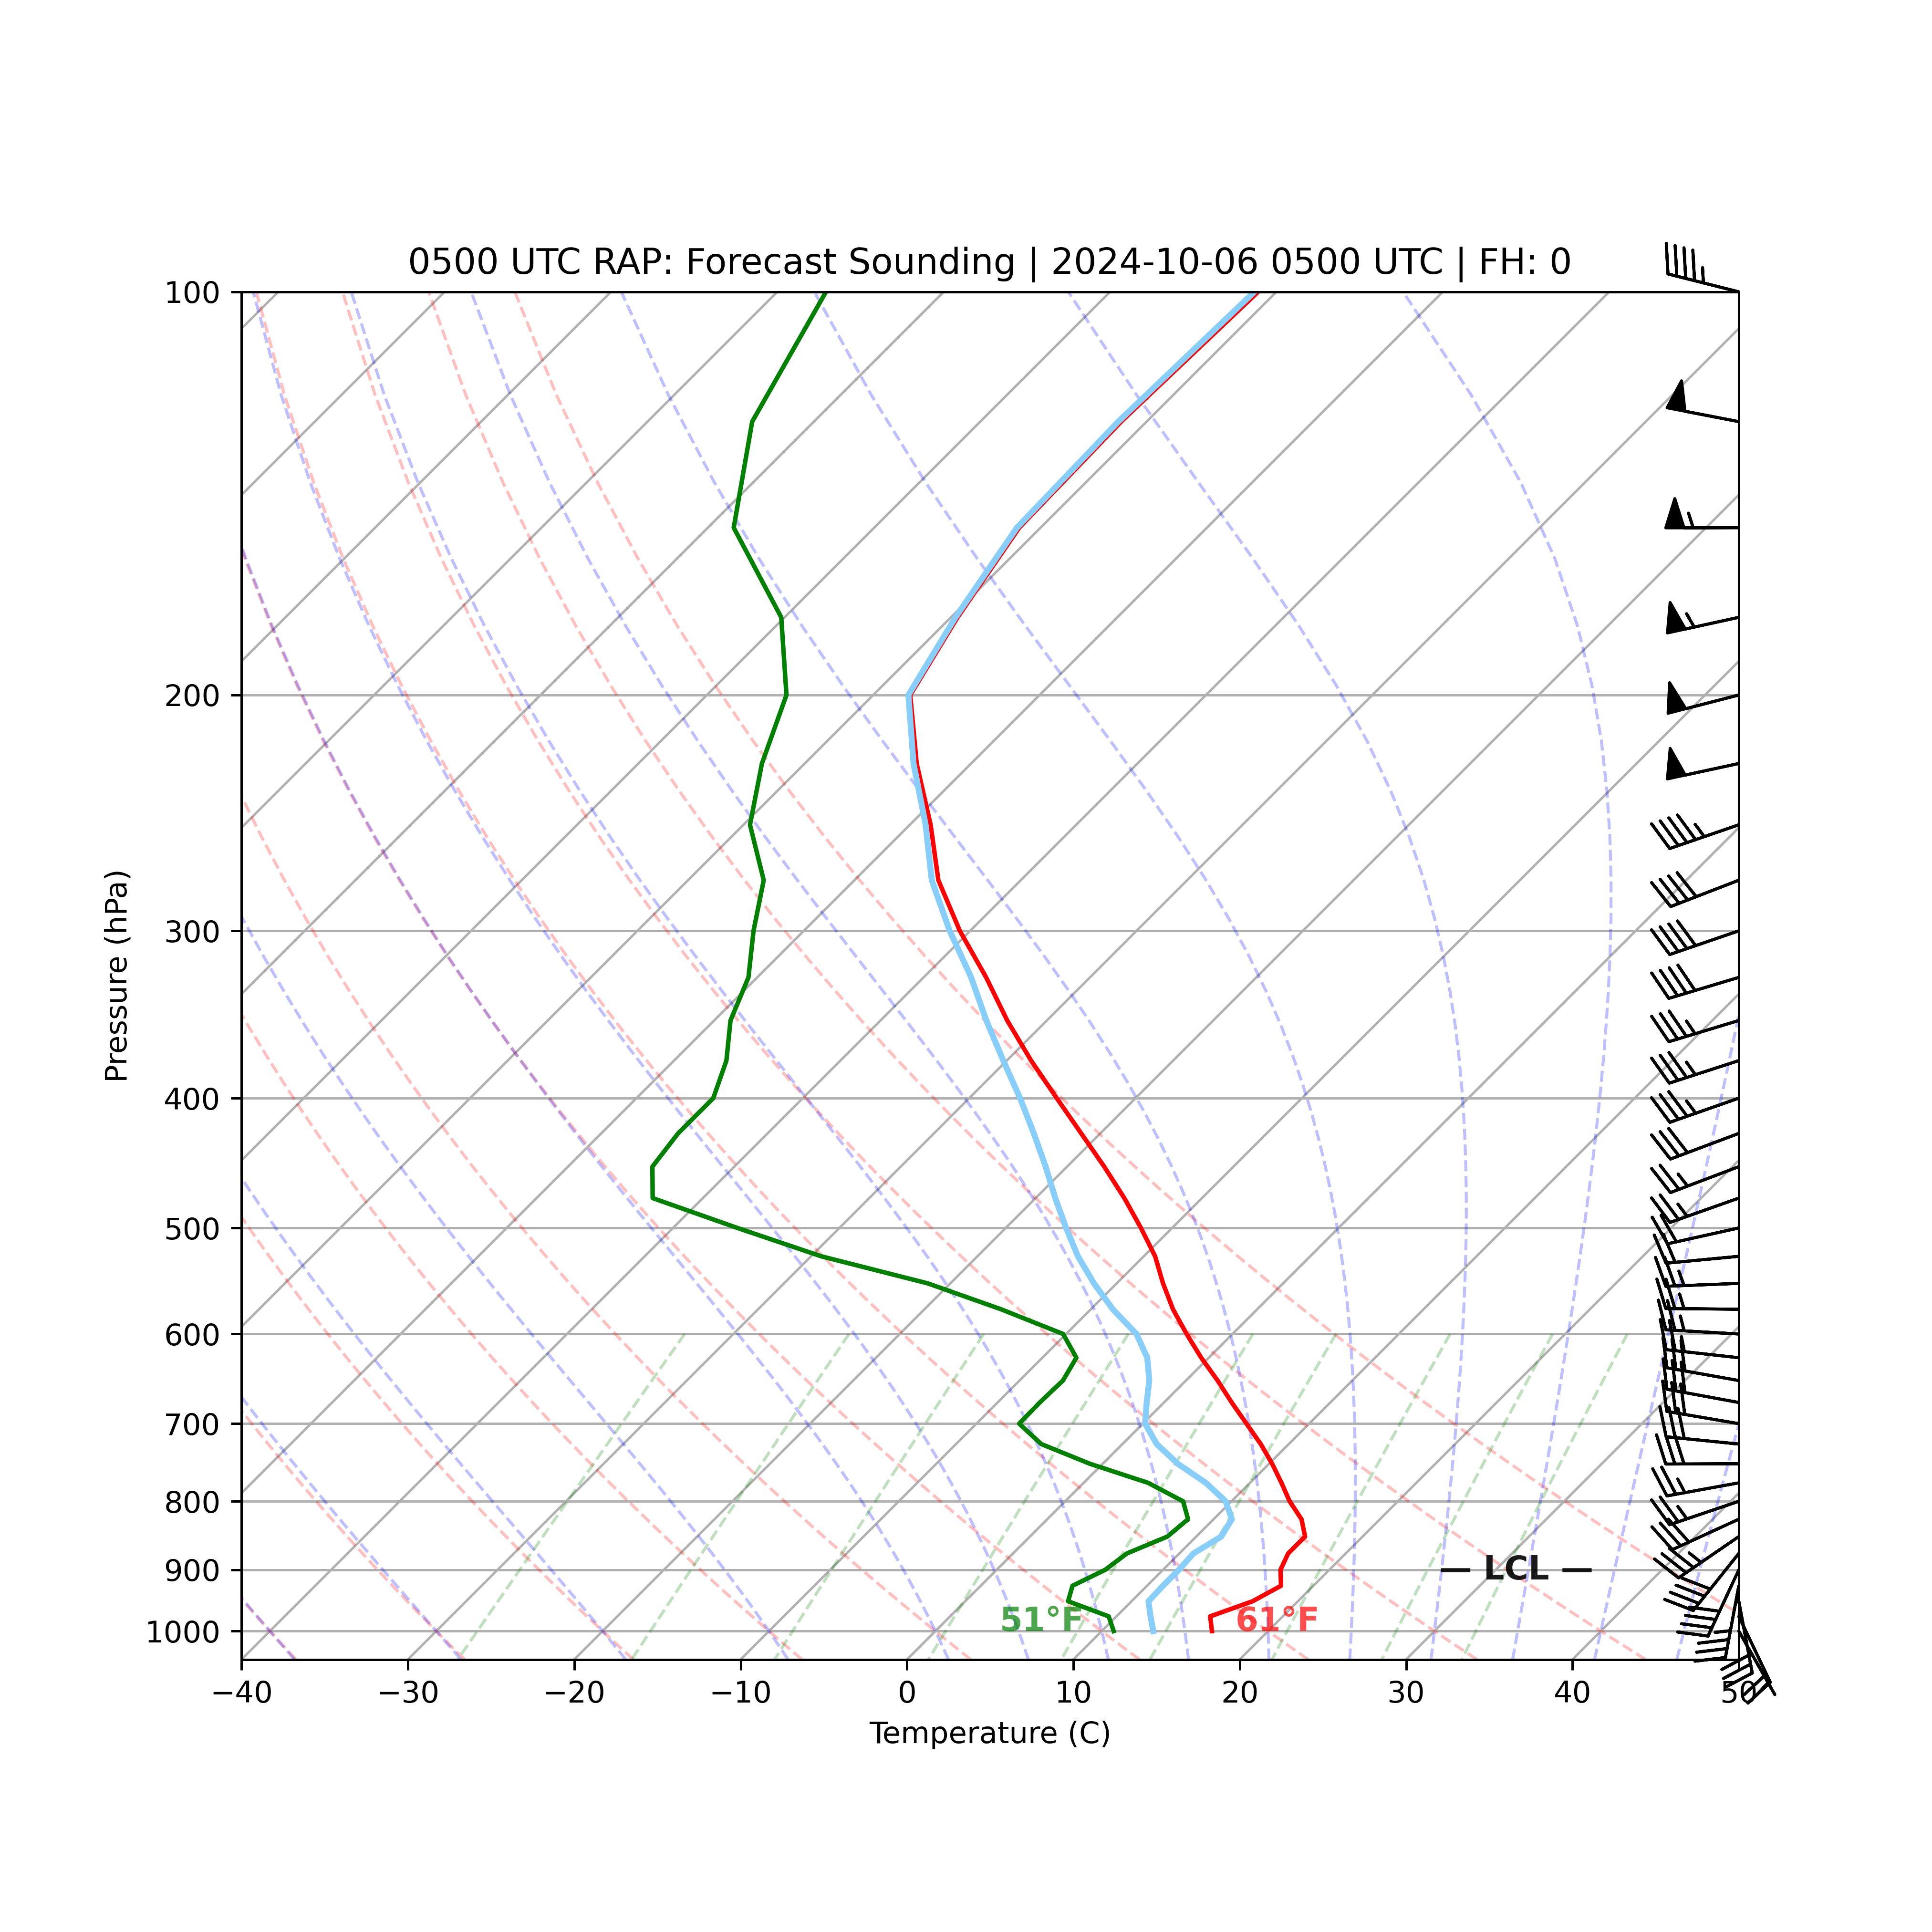 0500 UTC RAP: Forecast Sounding | 2024-10-06 0500 UTC | FH: 0
100
200
300
400
500
600
700
800
900
1000
Pressure (hPa)
LCL
51°F 61°F
−40 −30 −20 −10 0 10 20 30 40 50
Temperature (C)